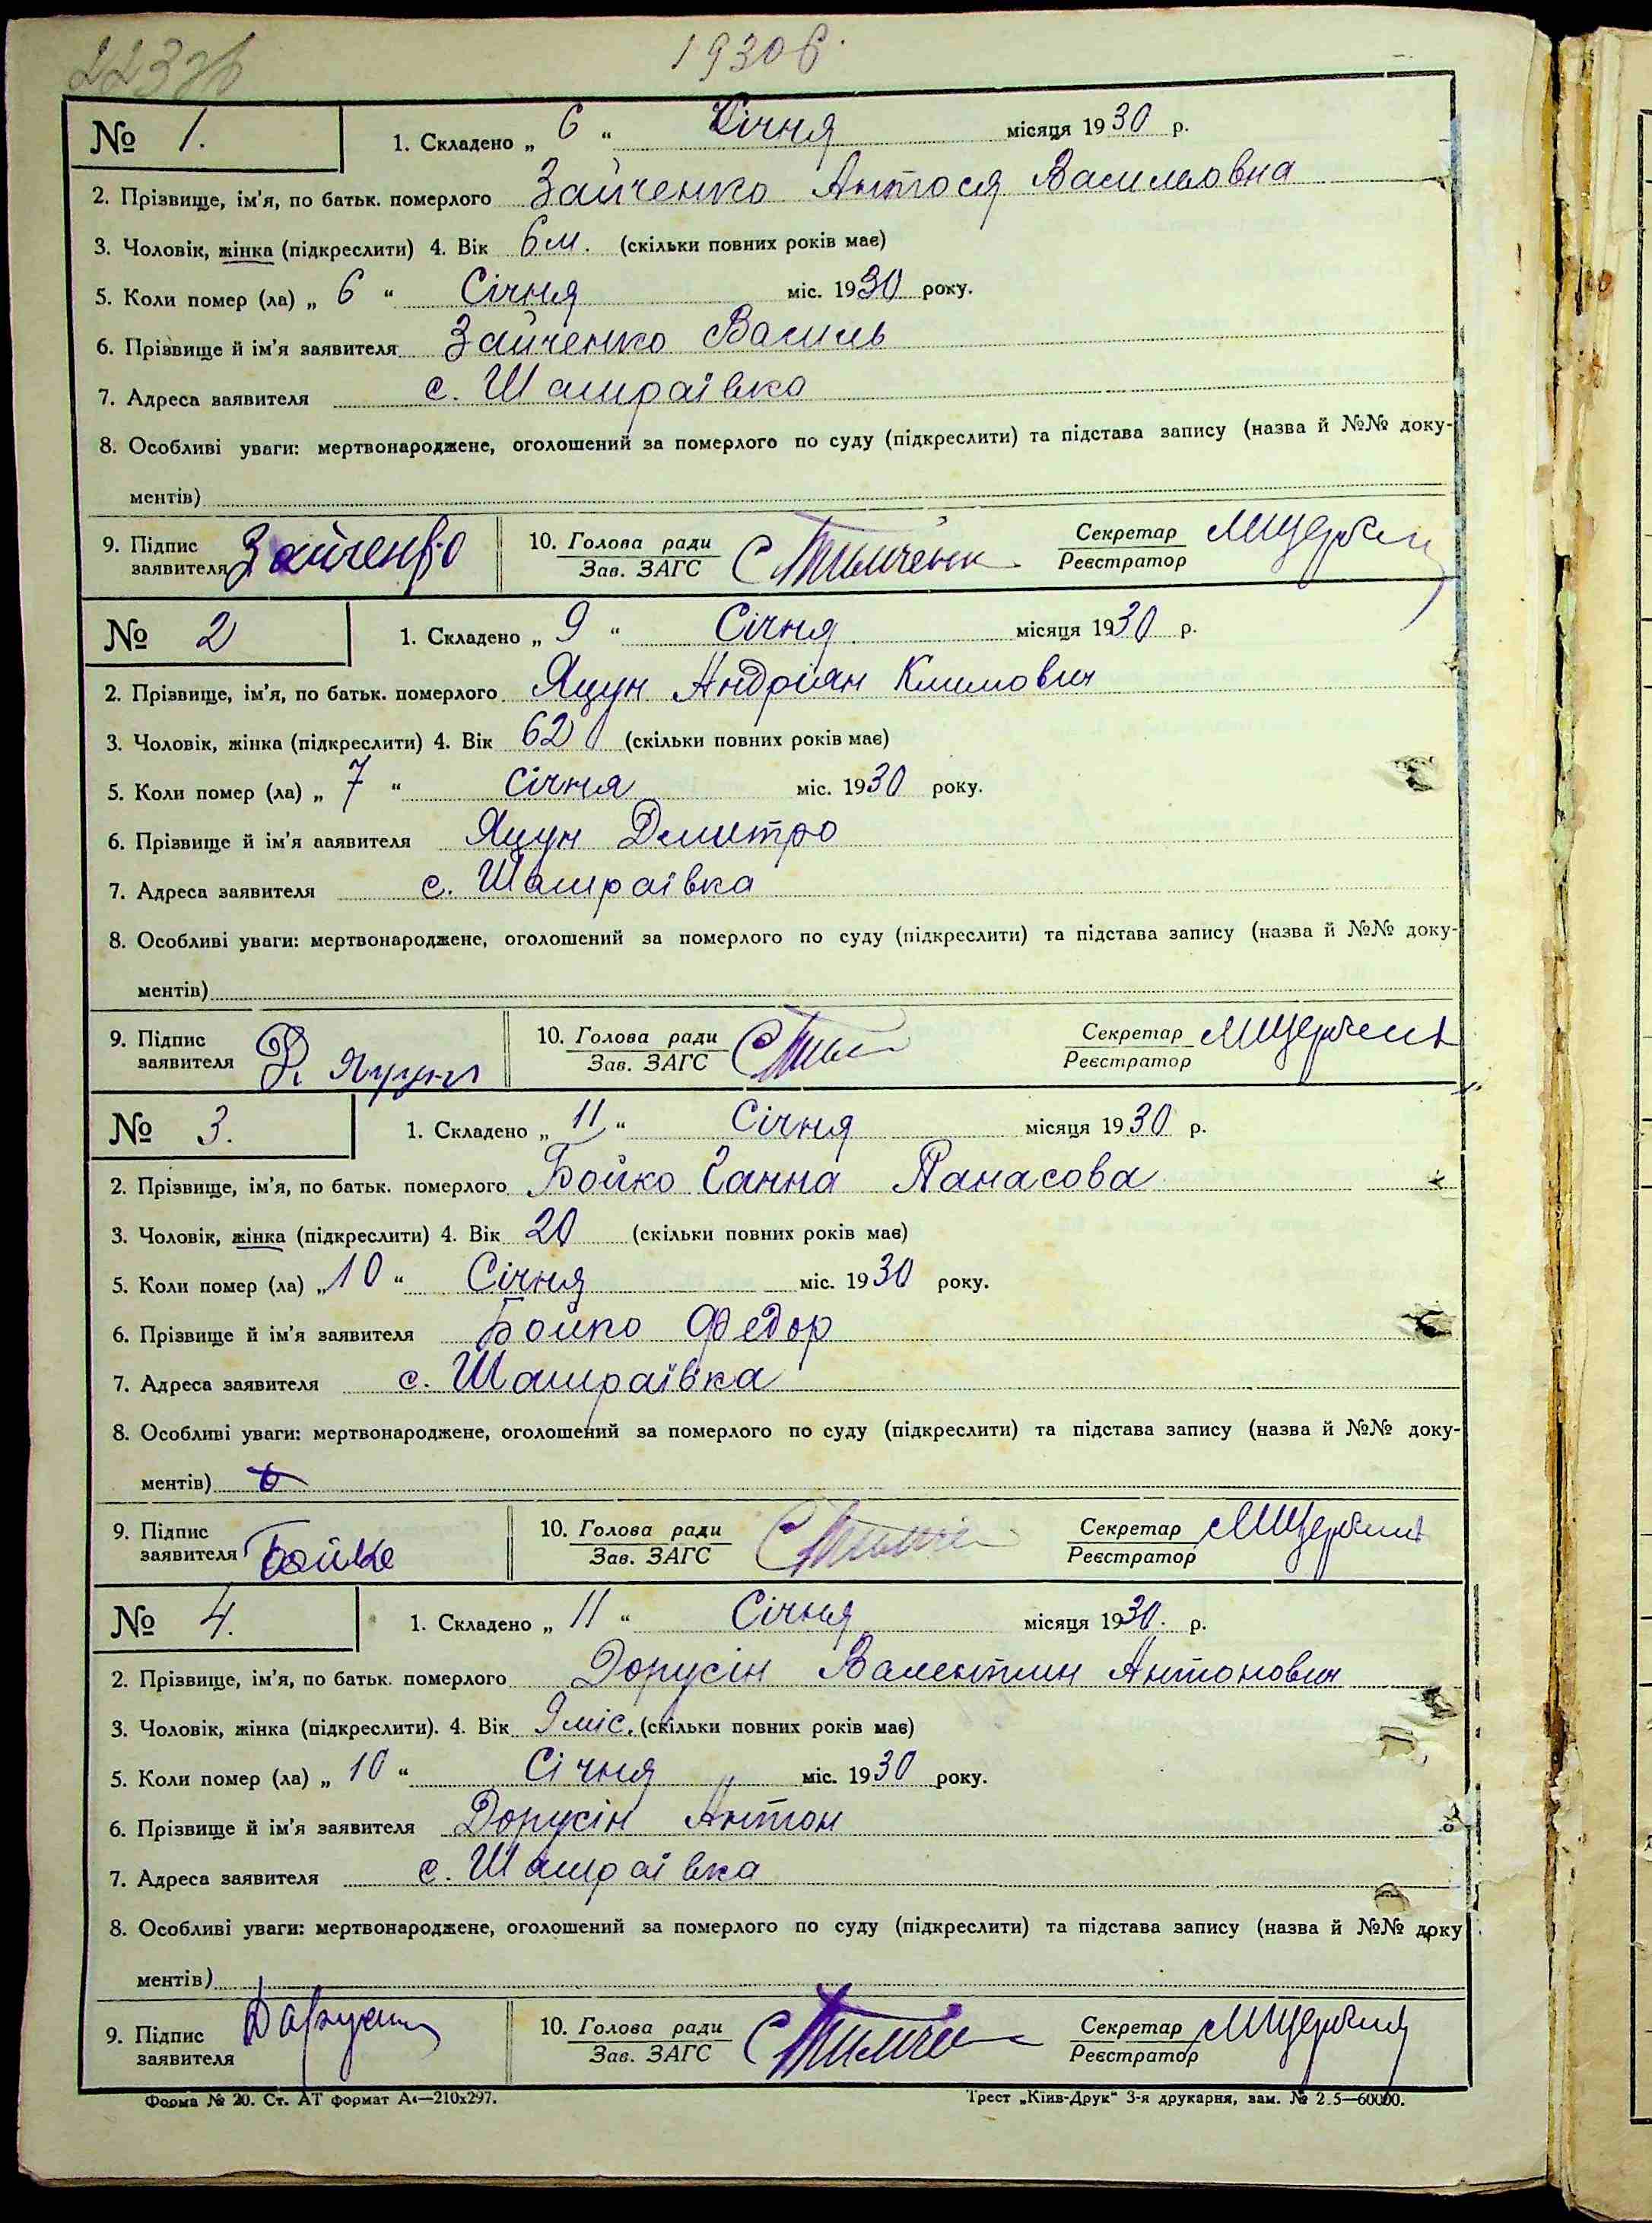 1930 р.
№ 1.
1. Складено „ 6 “ Січня місяця 1930 р.
2. Прізвище, ім'я, по батьк. померлого Зайченко Антося Васильовна
3. Чоловік, жінка (підкреслити) 4. Вік 6 м. (скільки повних років має)
5. Коли помер (ла) „ 6 “ Січня міс. 1930 року.
6. Прізвище й ім'я заявителя Зайченко Василь
7. Адреса заявителя с. Шамраївка
8. Особливі уваги: мертвонароджене, оголошений за померлого по суду (підкреслити) та підстава запису (назва й №№ доку-
ментів)
9. Підпис заявителя Зайченко 10. Голова ради Зав. ЗАГС Секретар Реєстратор
№ 2
1. Складено „ 9 “ Січня місяця 1930 р.
2. Прізвище, ім'я, по батьк. померлого Яцун Андріян Климович
3. Чоловік, жінка (підкреслити) 4. Вік 62 (скільки повних років має)
5. Коли помер (ла) „ 7 “ січня міс. 1930 року.
6. Прізвище й ім'я ааявителя Яцун Дмитро
7. Адреса заявителя с. Шамраївка
8. Особливі уваги: мертвонароджене, оголошений за померлого по суду (підкреслити) та підстава запису (назва й №№ доку-
ментів)
9. Підпис заявителя 10. Голова ради Зав. ЗАГС Секретар Реєстратор
№ 3.
1. Складено „ 11 “ Січня місяця 1930 р.
2. Прізвище, ім'я, по батьк. померлого Бойко Ганна Панасова
3. Чоловік, жінка (підкреслити) 4. Вік 20 (скільки повних років має)
5. Коли помер (ла) „ 10 “ Січня міс. 1930 року.
6. Прізвище й ім'я заявителя Бойко Федор
7. Адреса заявителя с. Шамраївка
8. Особливі уваги: мертвонароджене, оголошений за померлого по суду (підкреслити) та підстава запису (назва й №№ доку-
ментів)
9. Підпис заявителя Бойко 10. Голова ради Зав. ЗАГС Секретар Реєстратор
№ 4.
1. Складено „ 11 “ Січня місяця 1930. р.
2. Прізвище, ім'я, по батьк. померлого Дорусін Валентин Антонович
3. Чоловік, жінка (підкреслити). 4. Вік 9 міс. (скільки повних років має)
5. Коли помер (ла) „ 10 “ Січня міс. 1930 року.
6. Прізвище й ім'я заявителя Дорусін Антон
7. Адреса заявителя с. Шамраївка
8. Особливі уваги: мертвонароджене, оголошений за померлого по суду (підкреслити) та підстава запису (назва й №№ доку
ментів)
9. Підпис заявителя 10. Голова ради Зав. ЗАГС Секретар Реєстратор
Форма № 20. Ст. АТ формат А4—210х297. Трест „Київ-Друк“ 3-я друкарня, зам. №